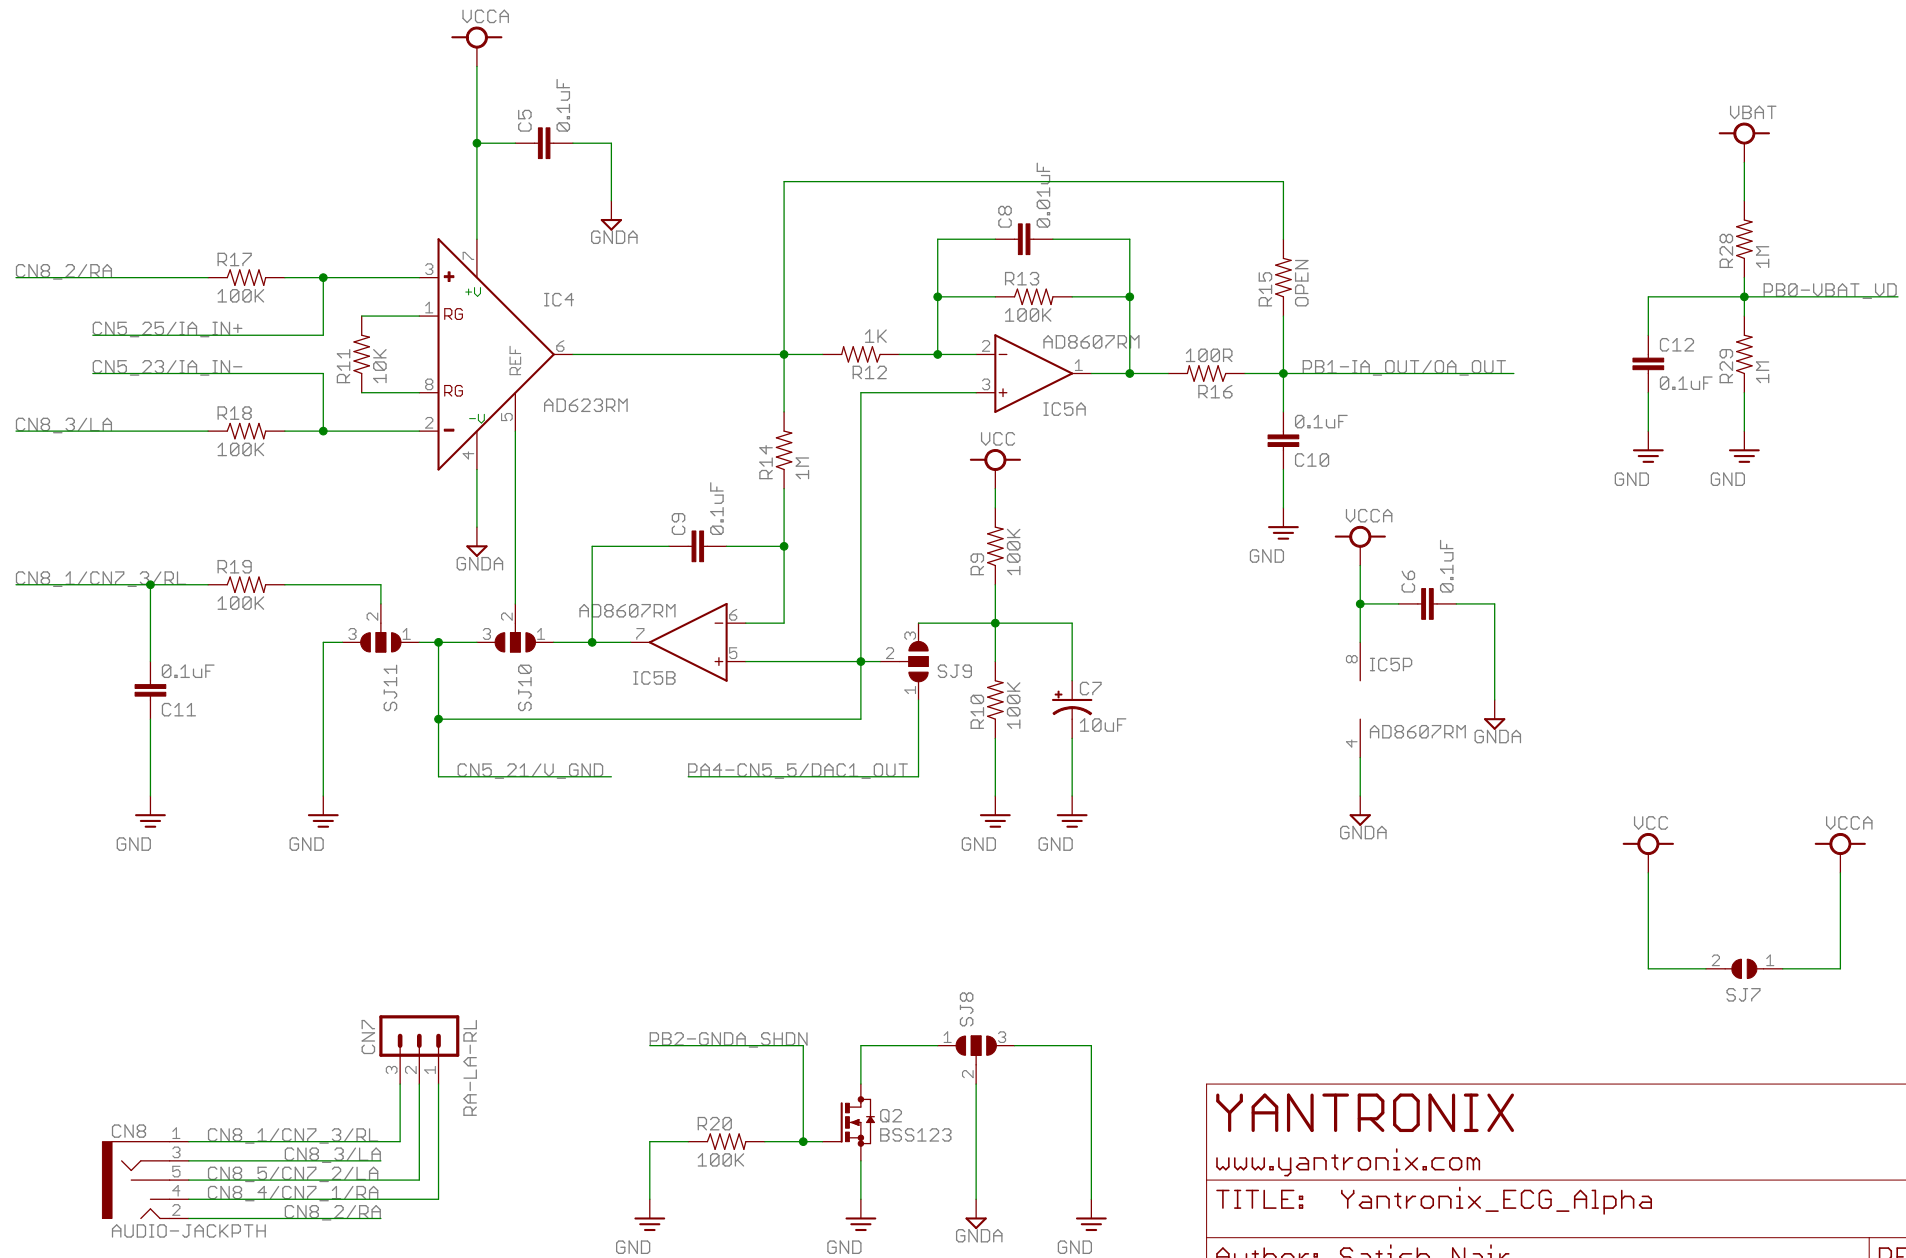 VCCA
C5
0.1uF
GNDA
CN8_2/RA
R17
100K
CN5_25/IA_IN+
CN5_23/IA_IN-
R11
10K
CN8_3/LA
R18
100K
3
1
8
2
7
+V
RG
RG
-V
4
REF
5
6
IC4
AD623RM
GNDA
C8
0.01uF
R13
100K
1K
R12
2
3
1
AD8607RM
IC5A
R15
OPEN
100R
R16
PB1-IA_OUT/OA_OUT
0.1uF
C10
GND
VBAT
R28
1M
PB0-VBAT_VD
C12
0.1uF
R29
1M
GND
GND
R14
1M
C9
0.1uF
VCC
R9
100K
CN8_1/CN7_3/RL
R19
100K
0.1uF
C11
GND
3
2
1
SJ11
GND
3
2
1
SJ10
AD8607RM
7
6
5
IC5B
2
3
1
SJ9
R10
100K
C7
10uF
GND
GND
CN5_21/V_GND
PA4-CN5_5/DAC1_OUT
VCCA
C6
0.1uF
8
IC5P
4
AD8607RM
GNDA
GNDA
VCC
VCCA
2
1
SJ7
CN7
RA-LA-RL
3
2
1
CN8
1
3
5
4
2
CN8_1/CN7_3/RL
CN8_3/LA
CN8_5/CN7_2/LA
CN8_4/CN7_1/RA
CN8_2/RA
AUDIO-JACKPTH
PB2-GNDA_SHDN
R20
100K
GND
Q2
BSS123
GND
SJ8
1
3
2
GNDA
GND
YANTRONIX
www.yantronix.com
TITLE: Yantronix_ECG_Alpha
Author: Satish Nair